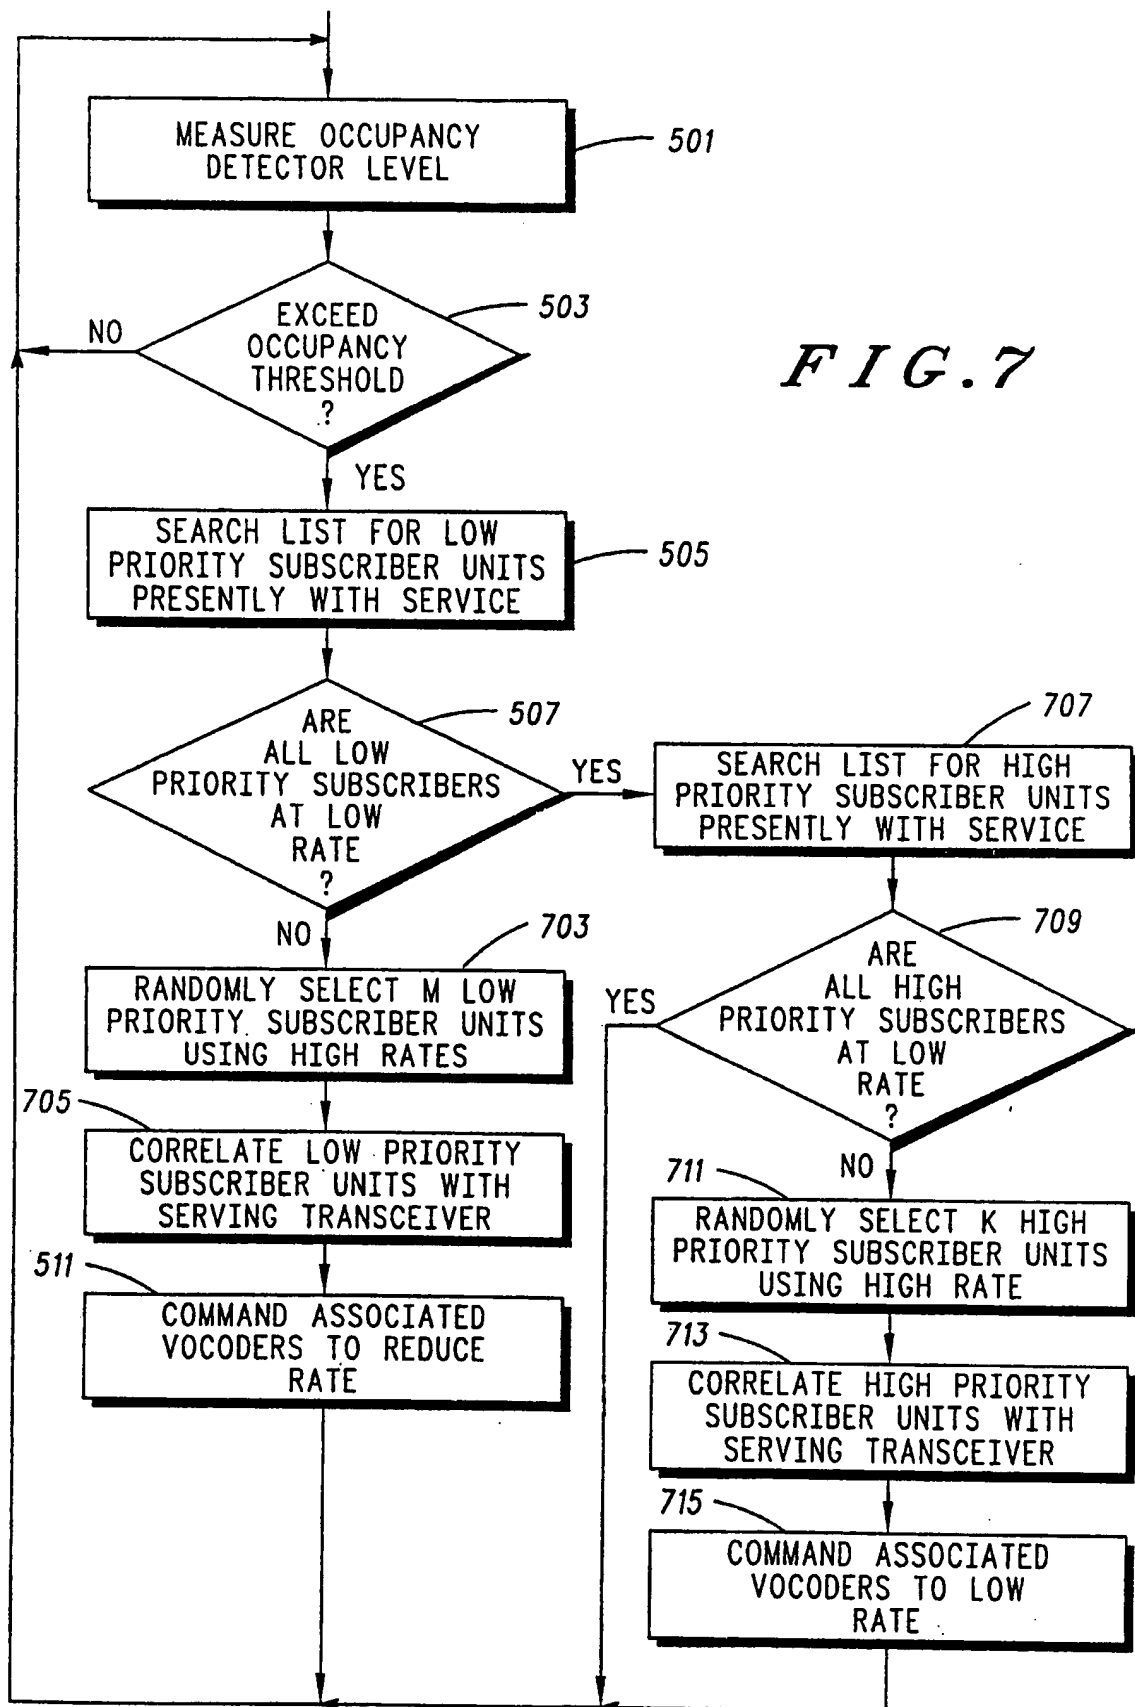 MEASURE OCCUPANCY
DETECTOR LEVEL
501
EXCEED
OCCUPANCY
THRESHOLD
?
503
NO
FIG.7
YES
SEARCH LIST FOR LOW
PRIORITY SUBSCRIBER UNITS
PRESENTLY WITH SERVICE
505
ARE
ALL LOW
PRIORITY SUBSCRIBERS
AT LOW
RATE
?
507
YES
707
SEARCH LIST FOR HIGH
PRIORITY SUBSCRIBER UNITS
PRESENTLY WITH SERVICE
NO
703
RANDOMLY SELECT M LOW
PRIORITY SUBSCRIBER UNITS
USING HIGH RATES
709
ARE
ALL HIGH
PRIORITY SUBSCRIBERS
AT LOW
RATE
?
YES
705
CORRELATE LOW PRIORITY
SUBSCRIBER UNITS WITH
SERVING TRANSCEIVER
NO
711
RANDOMLY SELECT K HIGH
PRIORITY SUBSCRIBER UNITS
USING HIGH RATE
511
COMMAND ASSOCIATED
VOCODERS TO REDUCE
RATE
713
CORRELATE HIGH PRIORITY
SUBSCRIBER UNITS WITH
SERVING TRANSCEIVER
715
COMMAND ASSOCIATED
VOCODERS TO LOW
RATE